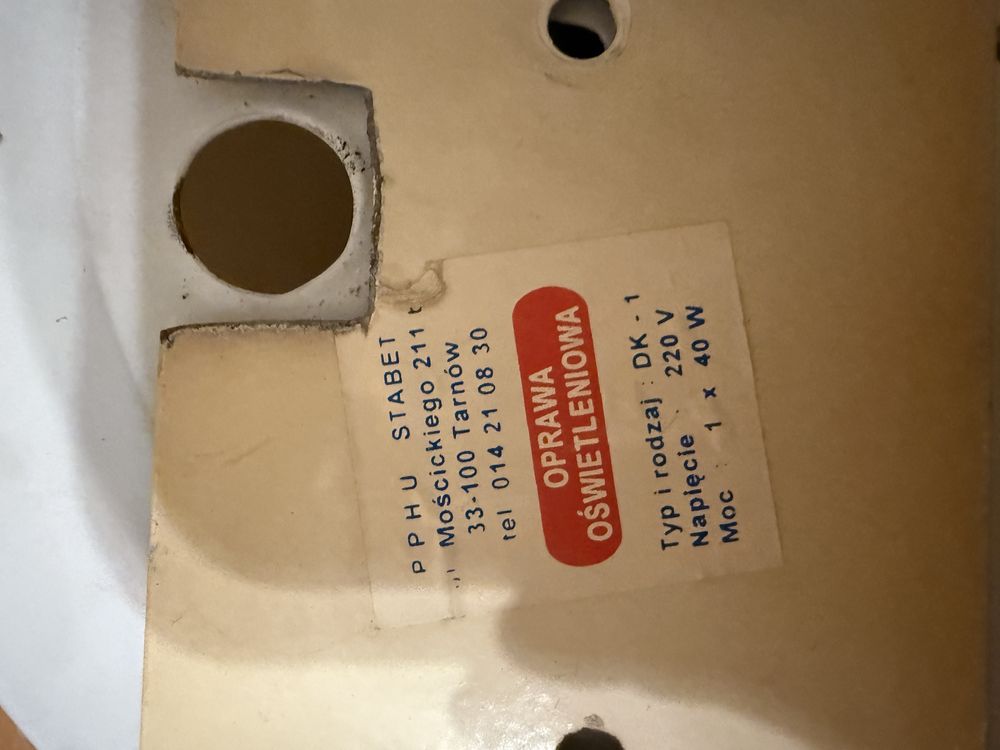 PPHU STABET
Mościckiego 211
33-100 Tarnów
tel 014 21 08 30
OPRAWA
OŚWIETLENIOWA
Typ i rodzaj : DK - 1
Napięcie 220 V
Moc : 1 x 40 W